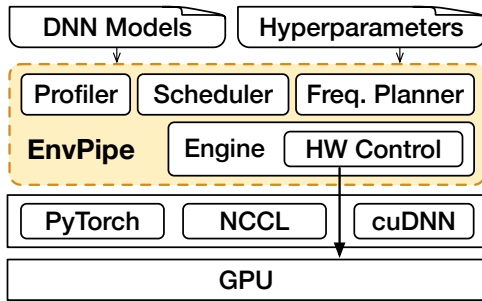 DNN Models Hyperparameters
Profiler Scheduler Freq. Planner
EnvPipe Engine HW Control
PyTorch NCCL cuDNN
GPU